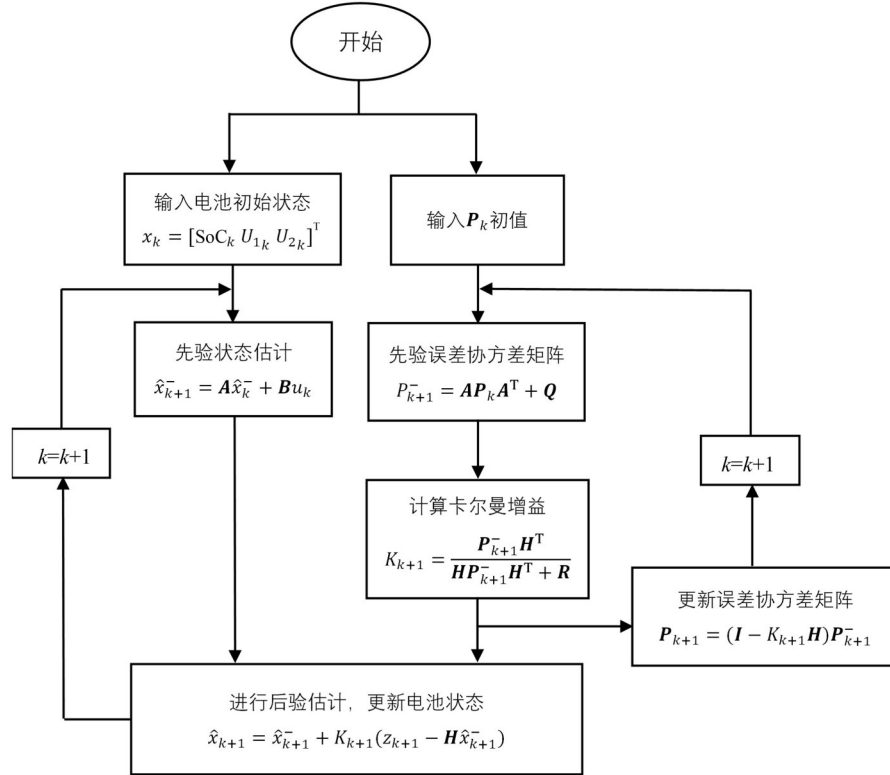 开始
输入电池初始状态
x_k = [SoC_k U_{1_k} U_{2_k}]^T
输入P_k初值
先验状态估计
x̂_{k+1}^- = Ax̂_k^- + Bu_k
先验误差协方差矩阵
P_{k+1}^- = AP_kA^T + Q
k=k+1
k=k+1
计算卡尔曼增益
K_{k+1} = \frac{P_{k+1}^- H^T}{HP_{k+1}^- H^T + R}
更新误差协方差矩阵
P_{k+1} = (I − K_{k+1}H)P_{k+1}^-
进行后验估计，更新电池状态
x̂_{k+1} = x̂_{k+1}^- + K_{k+1}(z_{k+1} − Hx̂_{k+1}^-)